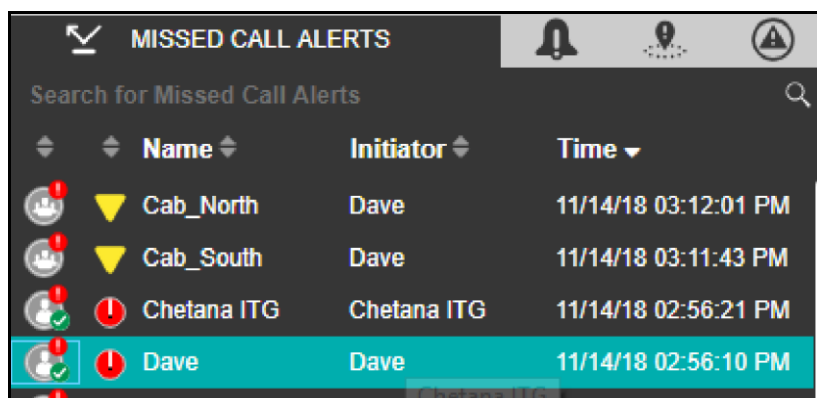 MISSED CALL ALERTS
Search for Missed Call Alerts
Name Initiator Time
Cab_North Dave 11/14/18 03:12:01 PM
Cab_South Dave 11/14/18 03:11:43 PM
Chetana ITG Chetana ITG 11/14/18 02:56:21 PM
Dave Dave 11/14/18 02:56:10 PM
Chetana ITG